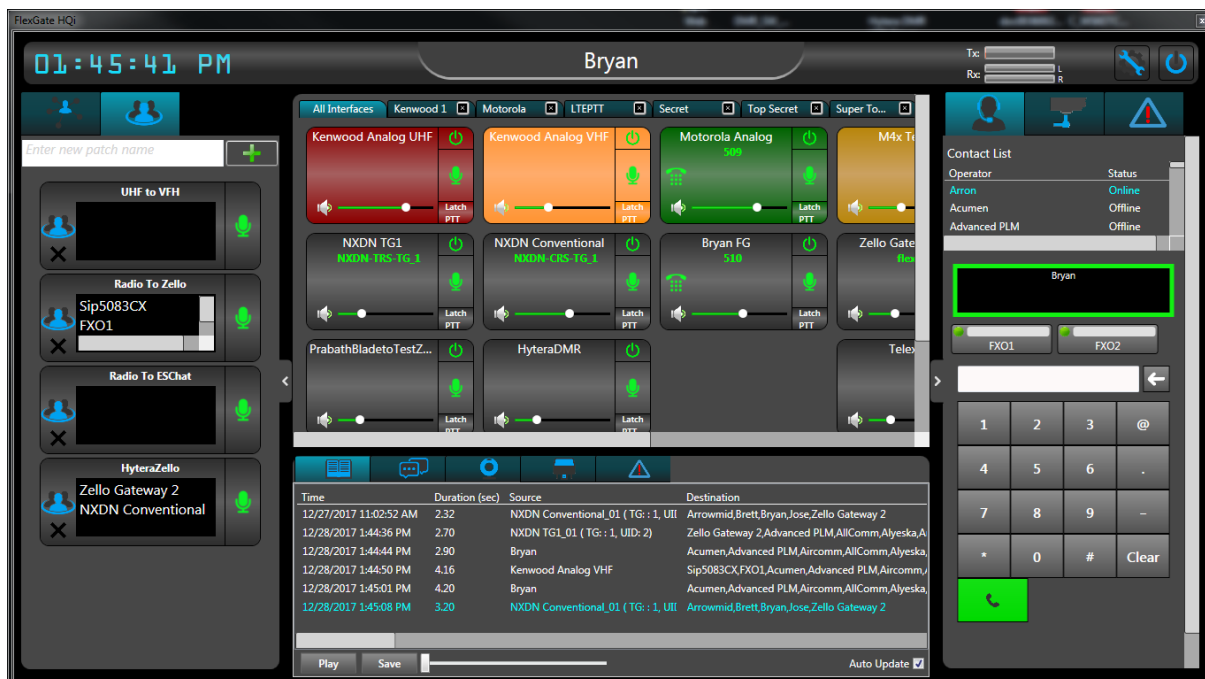 FlexGate HQi
01:45:41 PM
Bryan
Tx:
Rx:
L
R
Enter new patch name
UHF to VFH
Radio To Zello
Sip5083CX
FXO1
Radio To ESChat
HyteraZello
Zello Gateway 2
NXDN Conventional
All Interfaces Kenwood 1 Motorola LTEPTT Secret Top Secret Super To...
Kenwood Analog UHF
Latch
PTT
Kenwood Analog VHF
Latch
PTT
Motorola Analog
509
Latch
PTT
M4x Te
NXDN TG1
NXDN-TRS-TG_1
Latch
PTT
NXDN Conventional
NXDN-CRS-TG_1
Latch
PTT
Bryan FG
510
Latch
PTT
Zello Gate
flex
PrabathBladetoTestZ...
Latch
PTT
HyteraDMR
Latch
PTT
Telex
Time Duration (sec) Source Destination
12/27/2017 11:02:52 AM 2.32 NXDN Conventional_01 ( TG: : 1, UII Arrowmid,Brett,Bryan,Jose,Zello Gateway 2
12/28/2017 1:44:36 PM 2.70 NXDN TG1_01 ( TG: : 1, UID: 2) Zello Gateway 2,Advanced PLM,AllComm,Alyeska,A
12/28/2017 1:44:44 PM 2.90 Bryan Acumen,Advanced PLM,Aircomm,AllComm,Alyeska,
12/28/2017 1:44:50 PM 4.16 Kenwood Analog VHF Sip5083CX,FXO1,Acumen,Advanced PLM,Aircomm,
12/28/2017 1:45:01 PM 4.20 Bryan Acumen,Advanced PLM,Aircomm,AllComm,Alyeska,
12/28/2017 1:45:08 PM 3.20 NXDN Conventional_01 ( TG: : 1, UII Arrowmid,Brett,Bryan,Jose,Zello Gateway 2
Play Save Auto Update
Contact List
Operator Status
Arron Online
Acumen Offline
Advanced PLM Offline
Bryan
FXO1 FXO2
1 2 3 @
4 5 6 .
7 8 9 -
* 0 # Clear